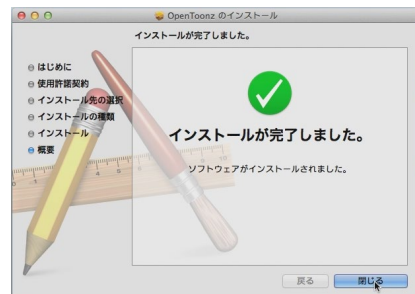 OpenToonz のインストール
インストールが完了しました。
はじめに
使用許諾契約
インストール先の選択
インストールの種類
インストール
概要
インストールが完了しました。
ソフトウェアがインストールされました。
戻る
閉じる